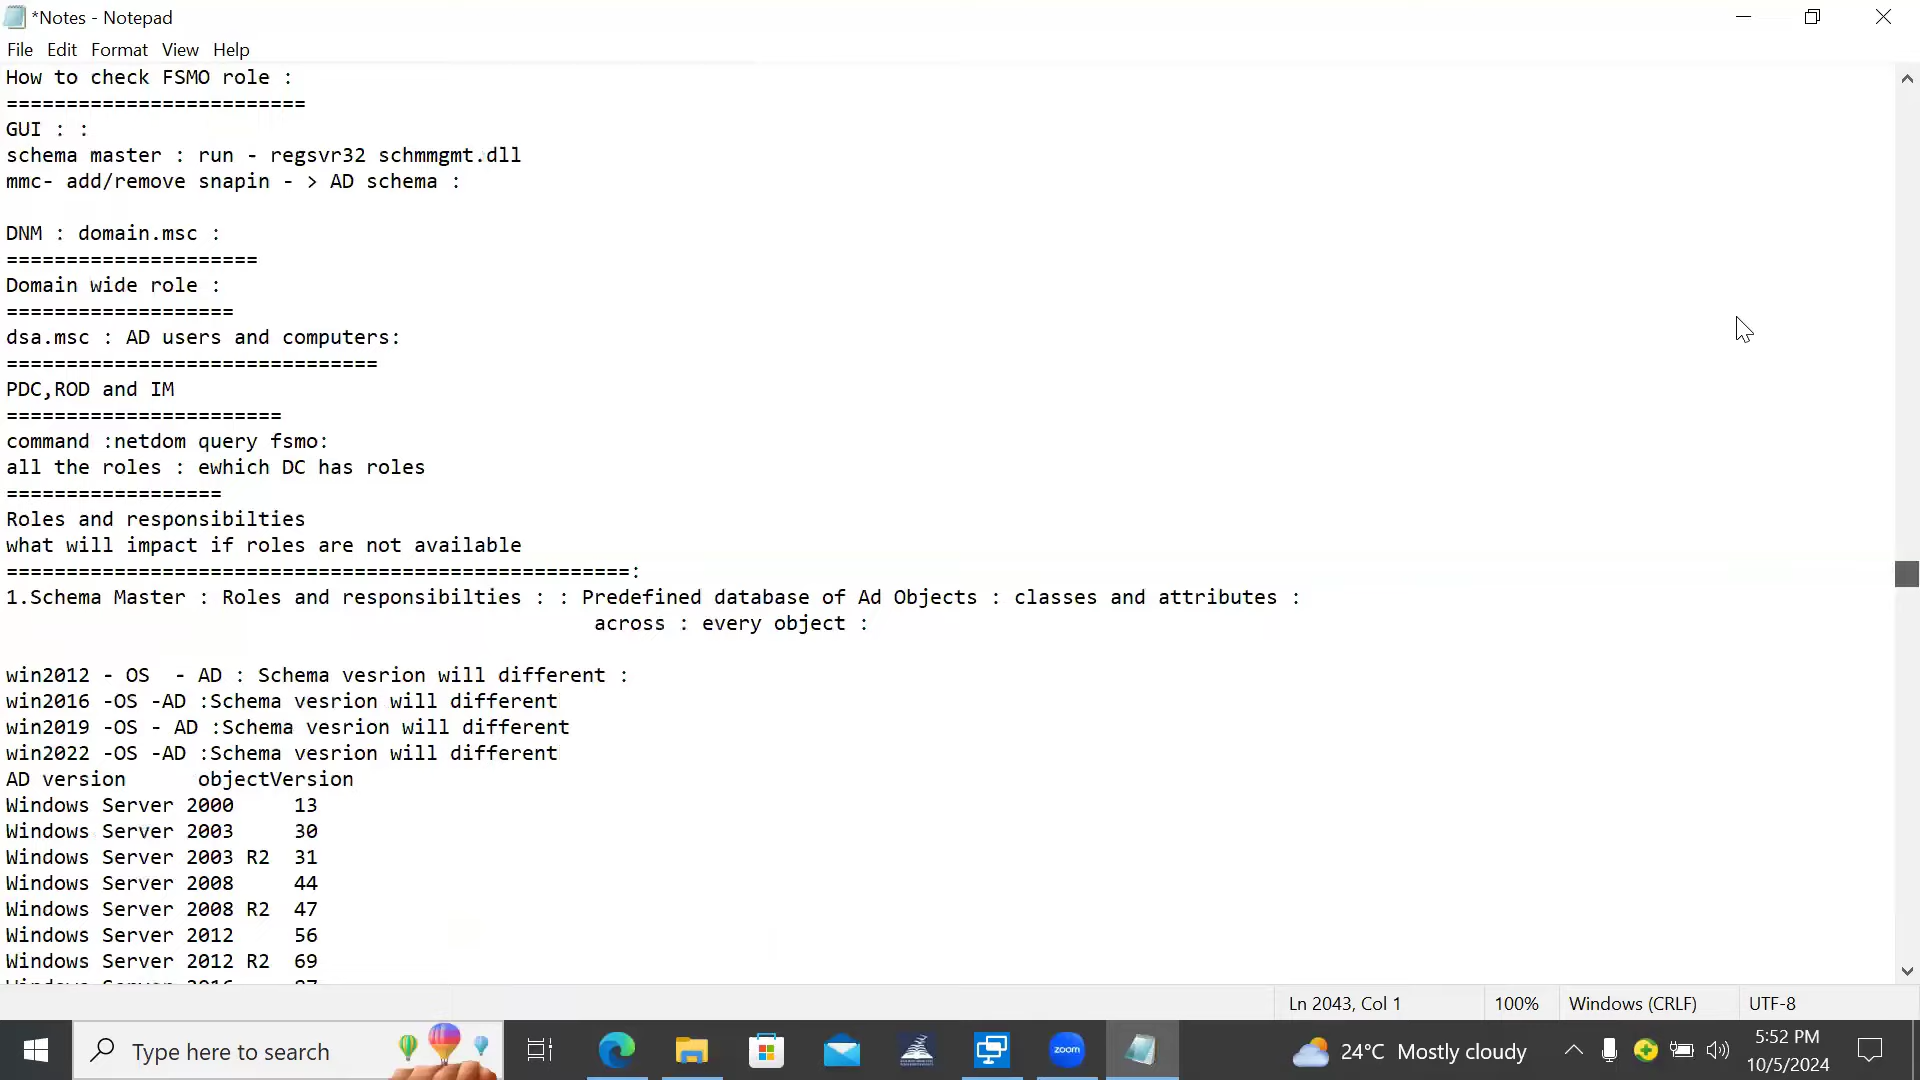 *Notes - Notepad
File Edit Format View Help
How to check FSMO role :
=========================
GUI : :
schema master : run - regsvr32 schmmgmt.dll
mmc- add/remove snapin - > AD schema :
DNM : domain.msc :
=====================
Domain wide role :
===================
dsa.msc : AD users and computers:
===============================
PDC,ROD and IM
=======================
command :netdom query fsmo:
all the roles : ewhich DC has roles
==================
Roles and responsibilties
what will impact if roles are not available
====================================================:
1.Schema Master : Roles and responsibilties : : Predefined database of Ad Objects : classes and attributes :
across : every object :
win2012 - OS  - AD : Schema vesrion will different :
win2016 -OS -AD :Schema vesrion will different
win2019 -OS - AD :Schema vesrion will different
win2022 -OS -AD :Schema vesrion will different
AD version      objectVersion
Windows Server 2000     13
Windows Server 2003     30
Windows Server 2003 R2  31
Windows Server 2008     44
Windows Server 2008 R2  47
Windows Server 2012     56
Windows Server 2012 R2  69
Ln 2043, Col 1 100% Windows (CRLF) UTF-8
Type here to search
zoom
24°C Mostly cloudy
5:52 PM
10/5/2024